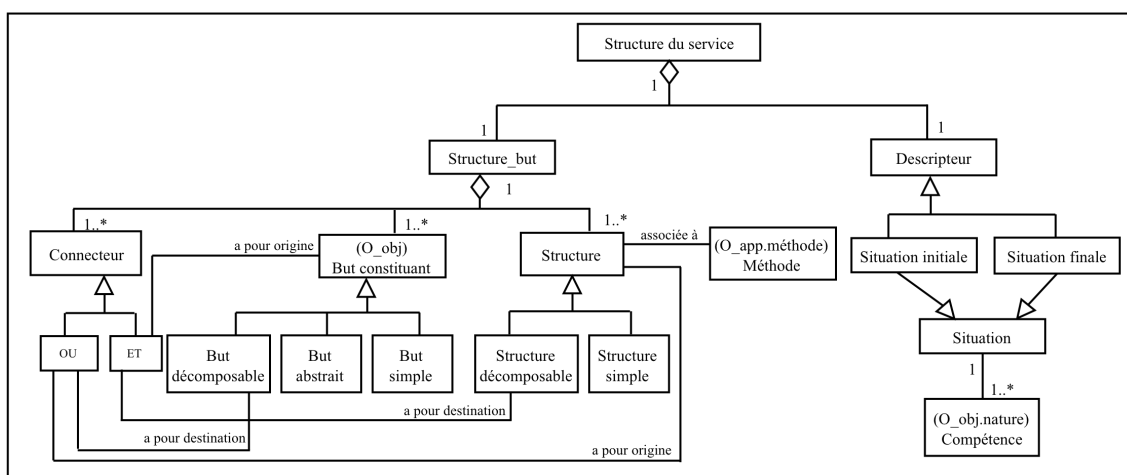 Structure du service
1
1
1
Structure_but
Descripteur
1
1..*
1..*
1..*
Connecteur
a pour origine
(O_obj)
But constituant
Structure
associée à
(O_app.méthode)
Méthode
Situation initiale
Situation finale
OU
ET
But
décomposable
But
abstrait
But
simple
Structure
décomposable
Structure
simple
Situation
1
1..*
a pour destination
a pour destination
a pour origine
(O_obj.nature)
Compétence